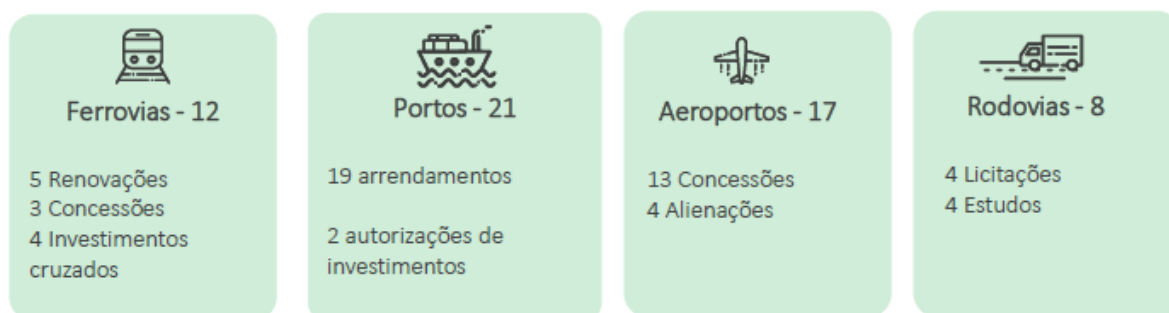 Ferrovias - 12
5 Renovações
3 Concessões
4 Investimentos
cruzados
Portos - 21
19 arrendamentos
2 autorizações de
investimentos
Aeroportos - 17
13 Concessões
4 Alienações
Rodovias - 8
4 Licitações
4 Estudos